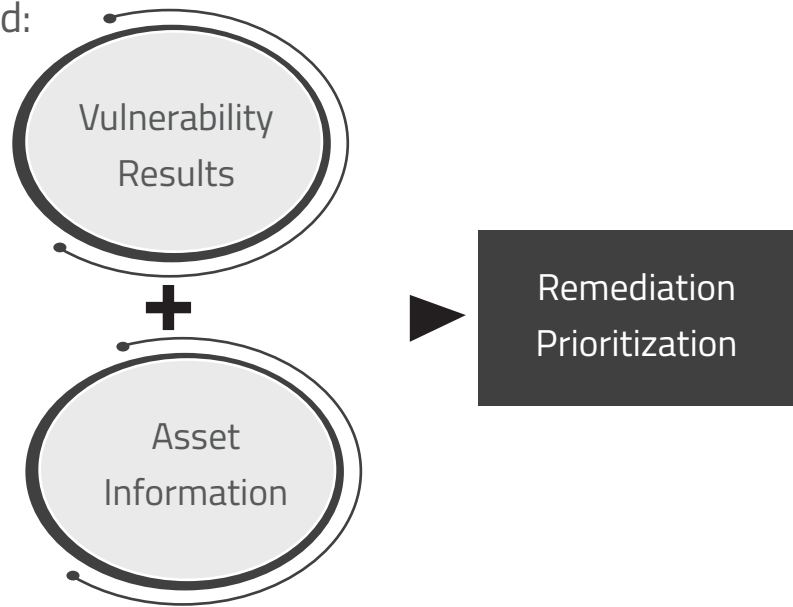 d:
Vulnerability
Results
+
Asset
Information
Remediation
Prioritization